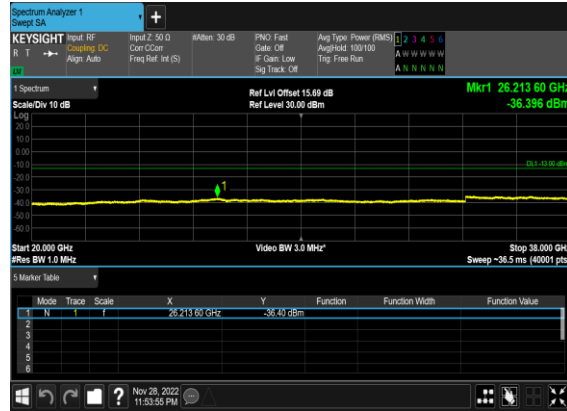 Spectrum Analyzer 1
Swept SA
+
KEYSIGHT Input: RF Input Z: 50 Ω #Atten: 30 dB PNO: Fast Avg Type: Power (RMS) 1 2 3 4 5 6
R T Coupling: DC Corr CCorr Gate: Off Avg|Hold: 100/100 A W W W W W
Align: Auto Freq Ref: Int (S) IF Gain: Low Trig: Free Run
Sig Track: Off A N N N N N
1 Spectrum Ref Lvl Offset 15.69 dB Mkr1 26.213 60 GHz
Scale/Div 10 dB Ref Level 30.00 dBm -36.396 dBm
Log
20.0
10.0
0.00
-10.0 DL1 -13.00 dBm
-20.0
-30.0 1
-40.0
-50.0
-60.0
Start 20.000 GHz Video BW 3.0 MHz* Stop 38.000 GHz
#Res BW 1.0 MHz Sweep ~36.5 ms (40001 pts)
5 Marker Table
Mode Trace Scale X Y Function Function Width Function Value
1 N 1 f 26.213 60 GHz -36.40 dBm
2
3
4
5
6
? Nov 28, 2022
11:53:55 PM